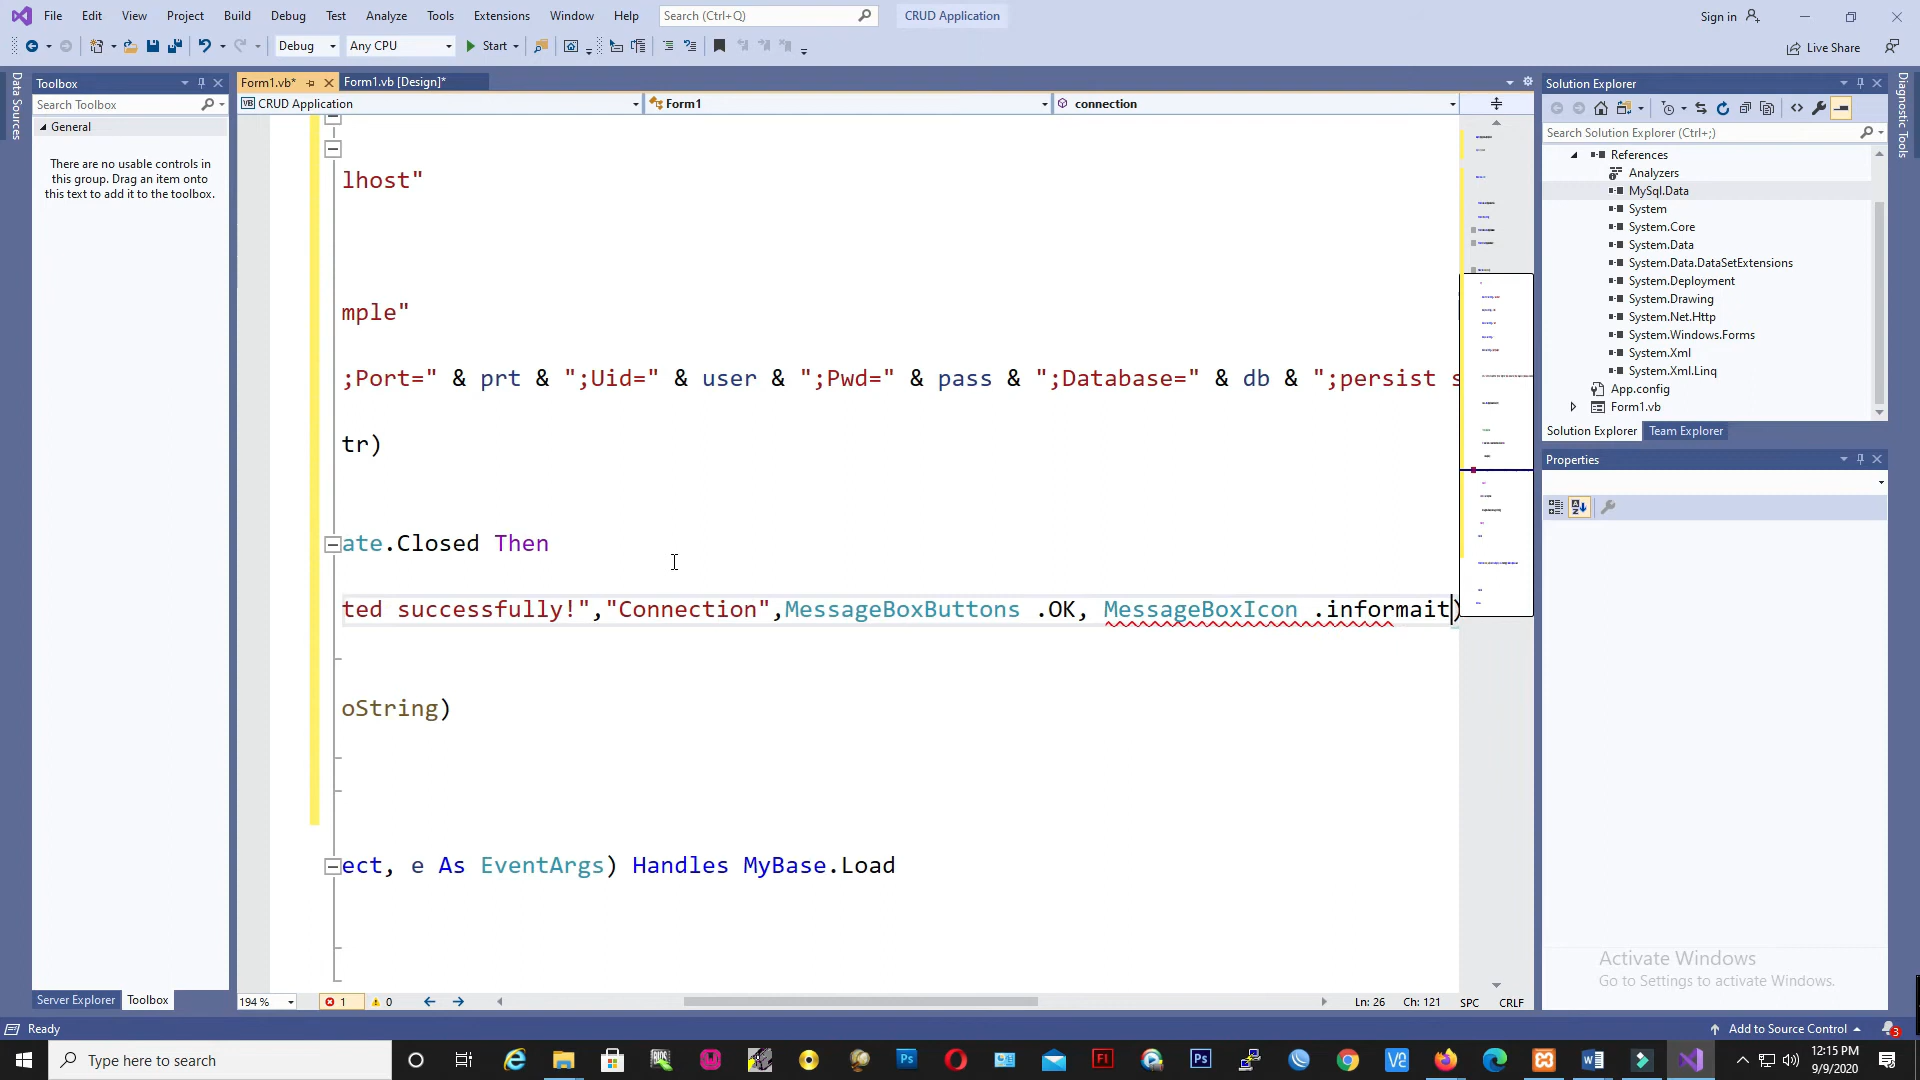 File Edit View Project Build Debug Test Analyze Tools Extensions Window Help Search (Ctrl+Q) CRUD Application Sign in
Debug Any CPU Start Live Share
Data Sources
Toolbox
Search Toolbox
General
There are no usable controls in
this group. Drag an item onto
this text to add it to the toolbox.
Server Explorer Toolbox
Form1.vb* Form1.vb [Design]*
VB CRUD Application Form1 connection
lhost"
mple"
;Port=" & prt & ";Uid=" & user & ";Pwd=" & pass & ";Database=" & db & ";persist s
tr)
ate.Closed Then
ted successfully!","Connection",MessageBoxButtons .OK, MessageBoxIcon .informait)
oString)
ect, e As EventArgs) Handles MyBase.Load
194 % 1 0 Ln: 26 Ch: 121 SPC CRLF
Solution Explorer
Search Solution Explorer (Ctrl+;)
References
Analyzers
MySql.Data
System
System.Core
System.Data
System.Data.DataSetExtensions
System.Deployment
System.Drawing
System.Net.Http
System.Windows.Forms
System.Xml
System.Xml.Linq
App.config
Form1.vb
Solution Explorer Team Explorer
Properties
Activate Windows
Go to Settings to activate Windows.
Diagnostic Tools
Ready Add to Source Control 3
Type here to search
12:15 PM
9/9/2020